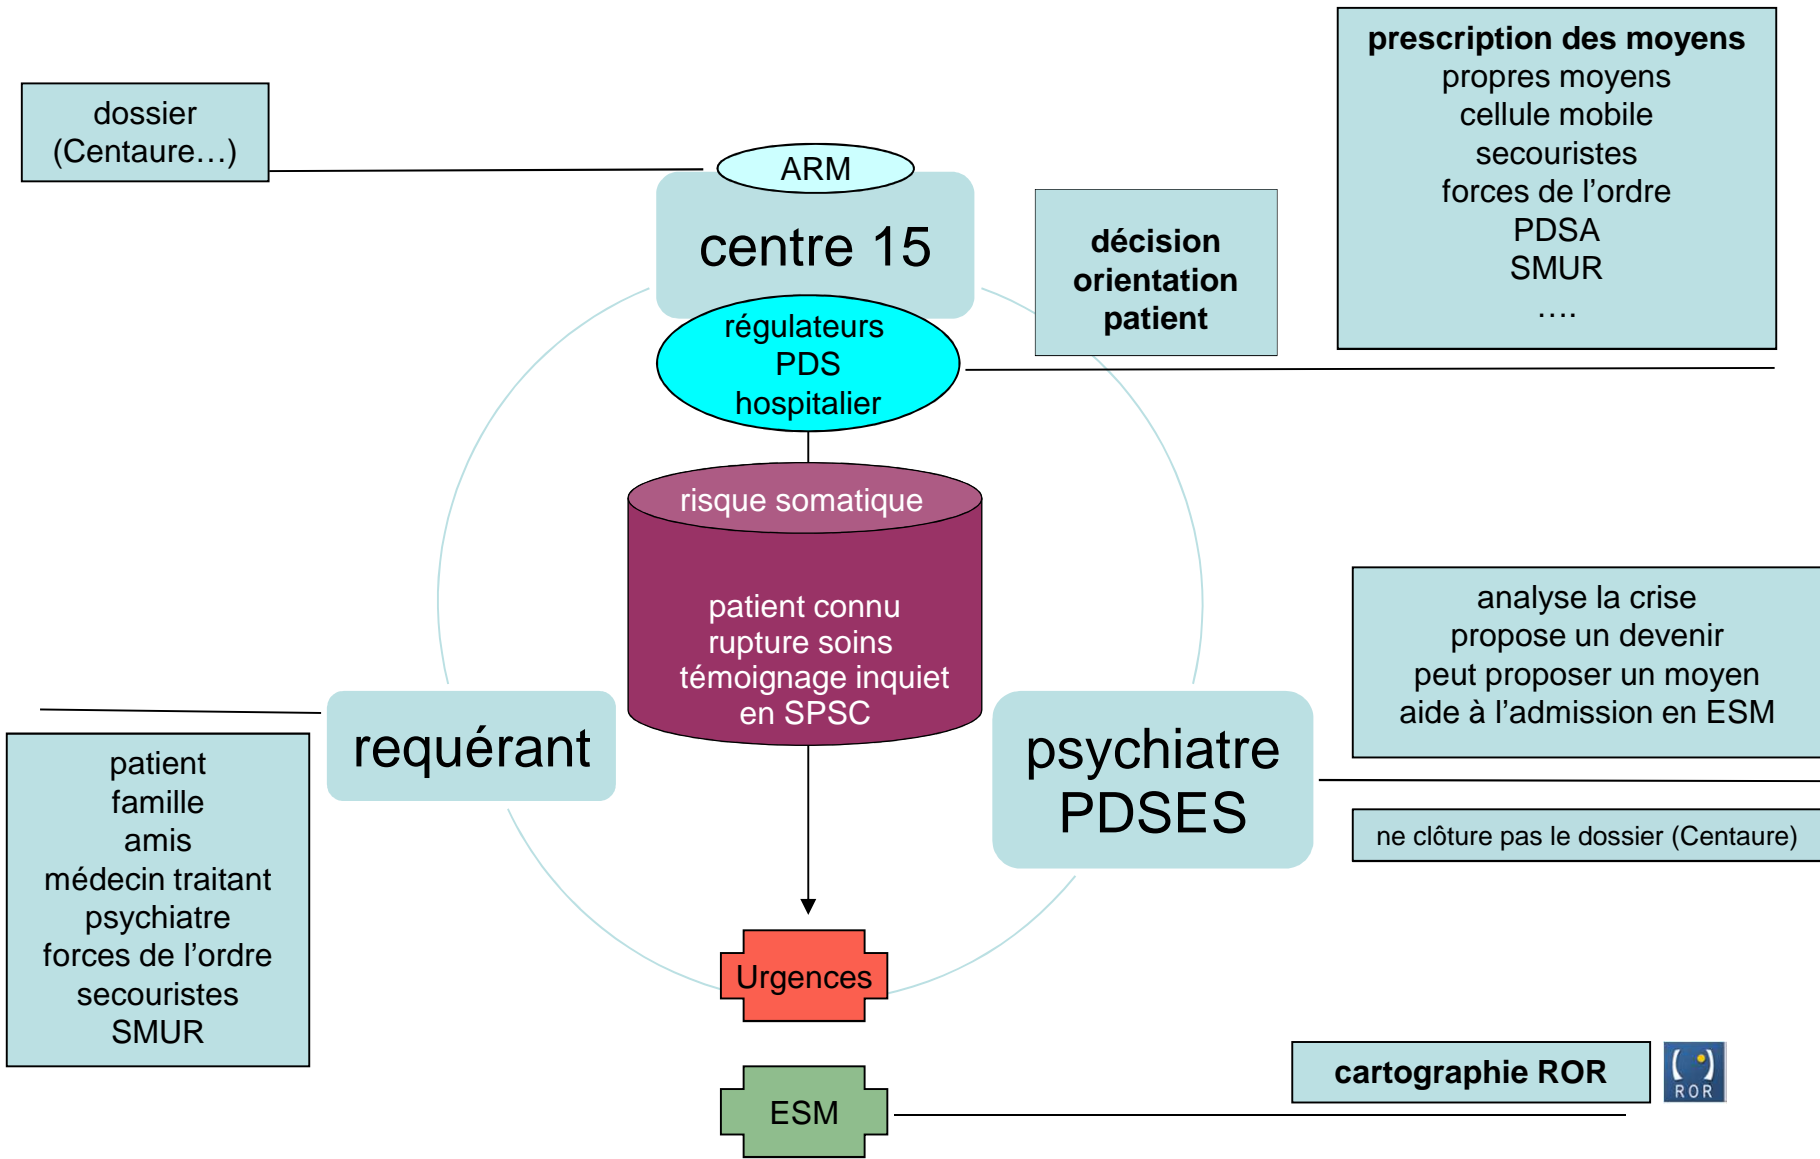 prescription des moyens
propres moyens
cellule mobile
secouristes
forces de l’ordre
PDSA
SMUR
….
dossier
(Centaure…)
ARM
centre 15
décision
orientation
patient
régulateurs
PDS
hospitalier
risque somatique
patient connu
rupture soins
témoignage inquiet
en SPSC
analyse la crise
propose un devenir
peut proposer un moyen
aide à l’admission en ESM
requérant
psychiatre
PDSES
patient
famille
amis
médecin traitant
psychiatre
forces de l’ordre
secouristes
SMUR
ne clôture pas le dossier (Centaure)
Urgences
cartographie ROR
ROR
ESM